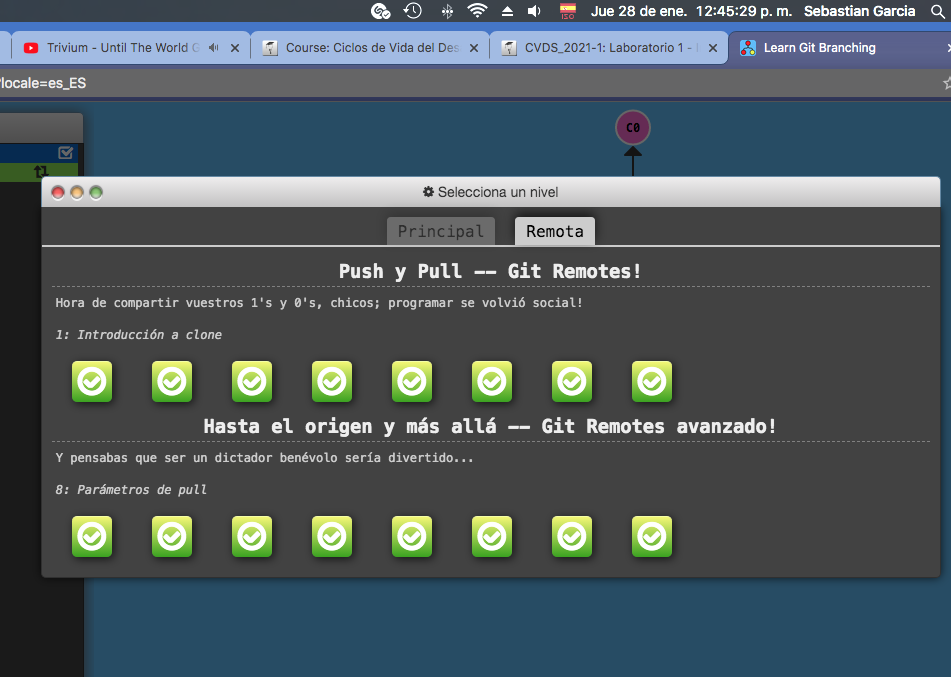 Jue 28 de ene. 12:45:29 p. m. Sebastian Garcia
ISO
Trivium - Until The World G
Course: Ciclos de Vida del Des
CVDS_2021-1: Laboratorio 1 -
Learn Git Branching
?locale=es_ES
C0
Selecciona un nivel
Principal
Remota
Push y Pull -- Git Remotes!
Hora de compartir vuestros 1's y 0's, chicos; programar se volvió social!
1: Introducción a clone
Hasta el origen y más allá -- Git Remotes avanzado!
Y pensabas que ser un dictador benévolo sería divertido...
8: Parámetros de pull